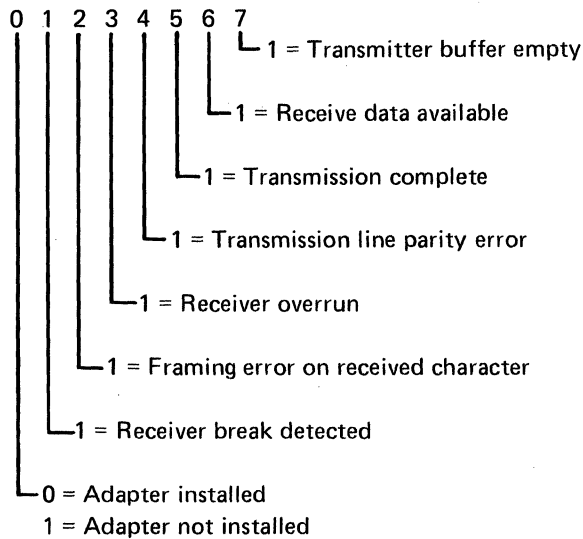 0 1 2 3 4 5 6 7
1 = Transmitter buffer empty
1 = Receive data available
1 = Transmission complete
1 = Transmission line parity error
1 = Receiver overrun
1 = Framing error on received character
1 = Receiver break detected
0 = Adapter installed
1 = Adapter not installed